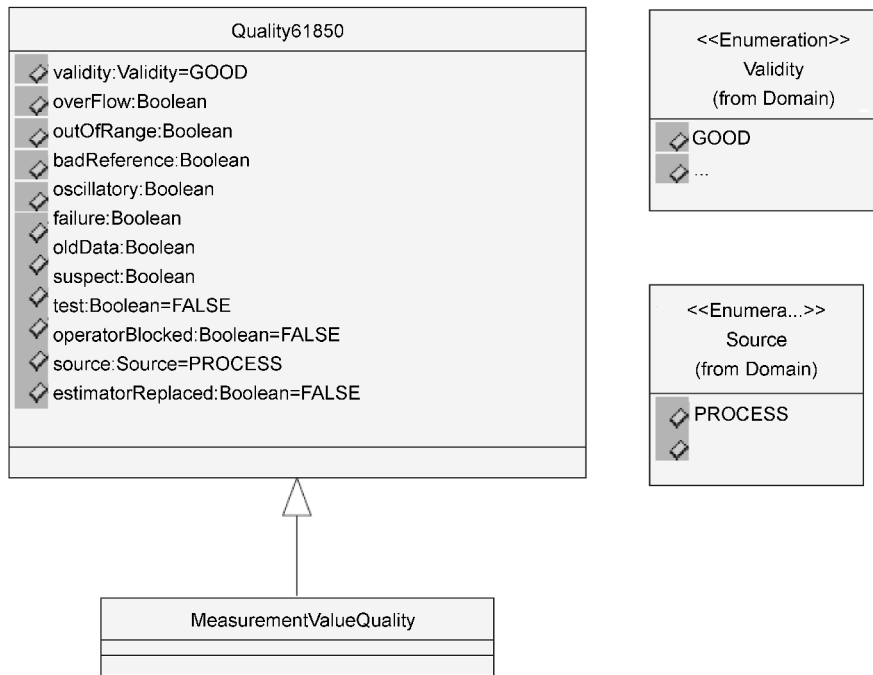 Quality61850
validity:Validity=GOOD
overFlow:Boolean
outOfRange:Boolean
badReference:Boolean
oscillatory:Boolean
failure:Boolean
oldData:Boolean
suspect:Boolean
test:Boolean=FALSE
operatorBlocked:Boolean=FALSE
source:Source=PROCESS
estimatorReplaced:Boolean=FALSE
<<Enumeration>>
Validity
(from Domain)
GOOD
...
<<Enumera...>>
Source
(from Domain)
PROCESS
MeasurementValueQuality